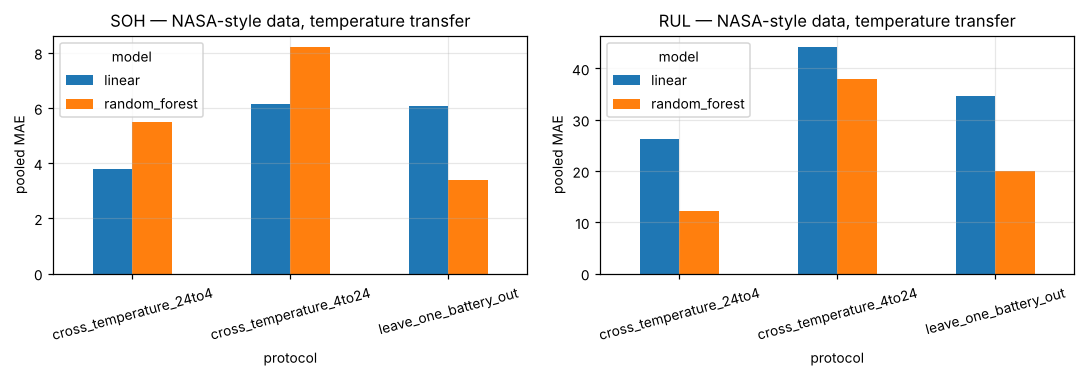 SOH — NASA-style data, temperature transfer
pooled MAE
8
6
4
2
0
model
linear
random_forest
cross_temperature_24to4
cross_temperature_4to24
leave_one_battery_out
protocol
RUL — NASA-style data, temperature transfer
pooled MAE
40
30
20
10
0
model
linear
random_forest
cross_temperature_24to4
cross_temperature_4to24
leave_one_battery_out
protocol